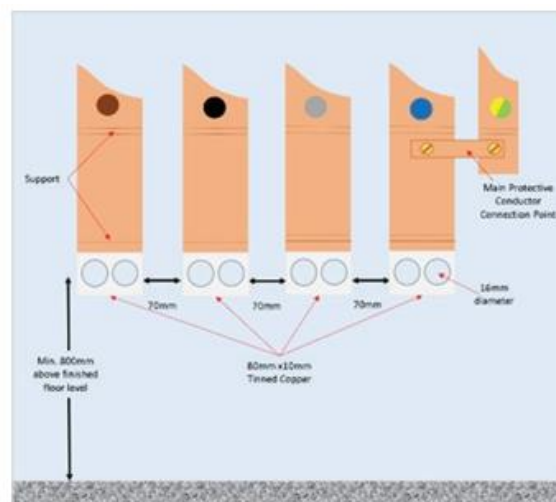 Support
Main Protective
Conductor
Connection Point
70mm
70mm
70mm
16mm
diameter
Min. 800mm
above finished
floor level
80mm x10mm
Tinned Copper